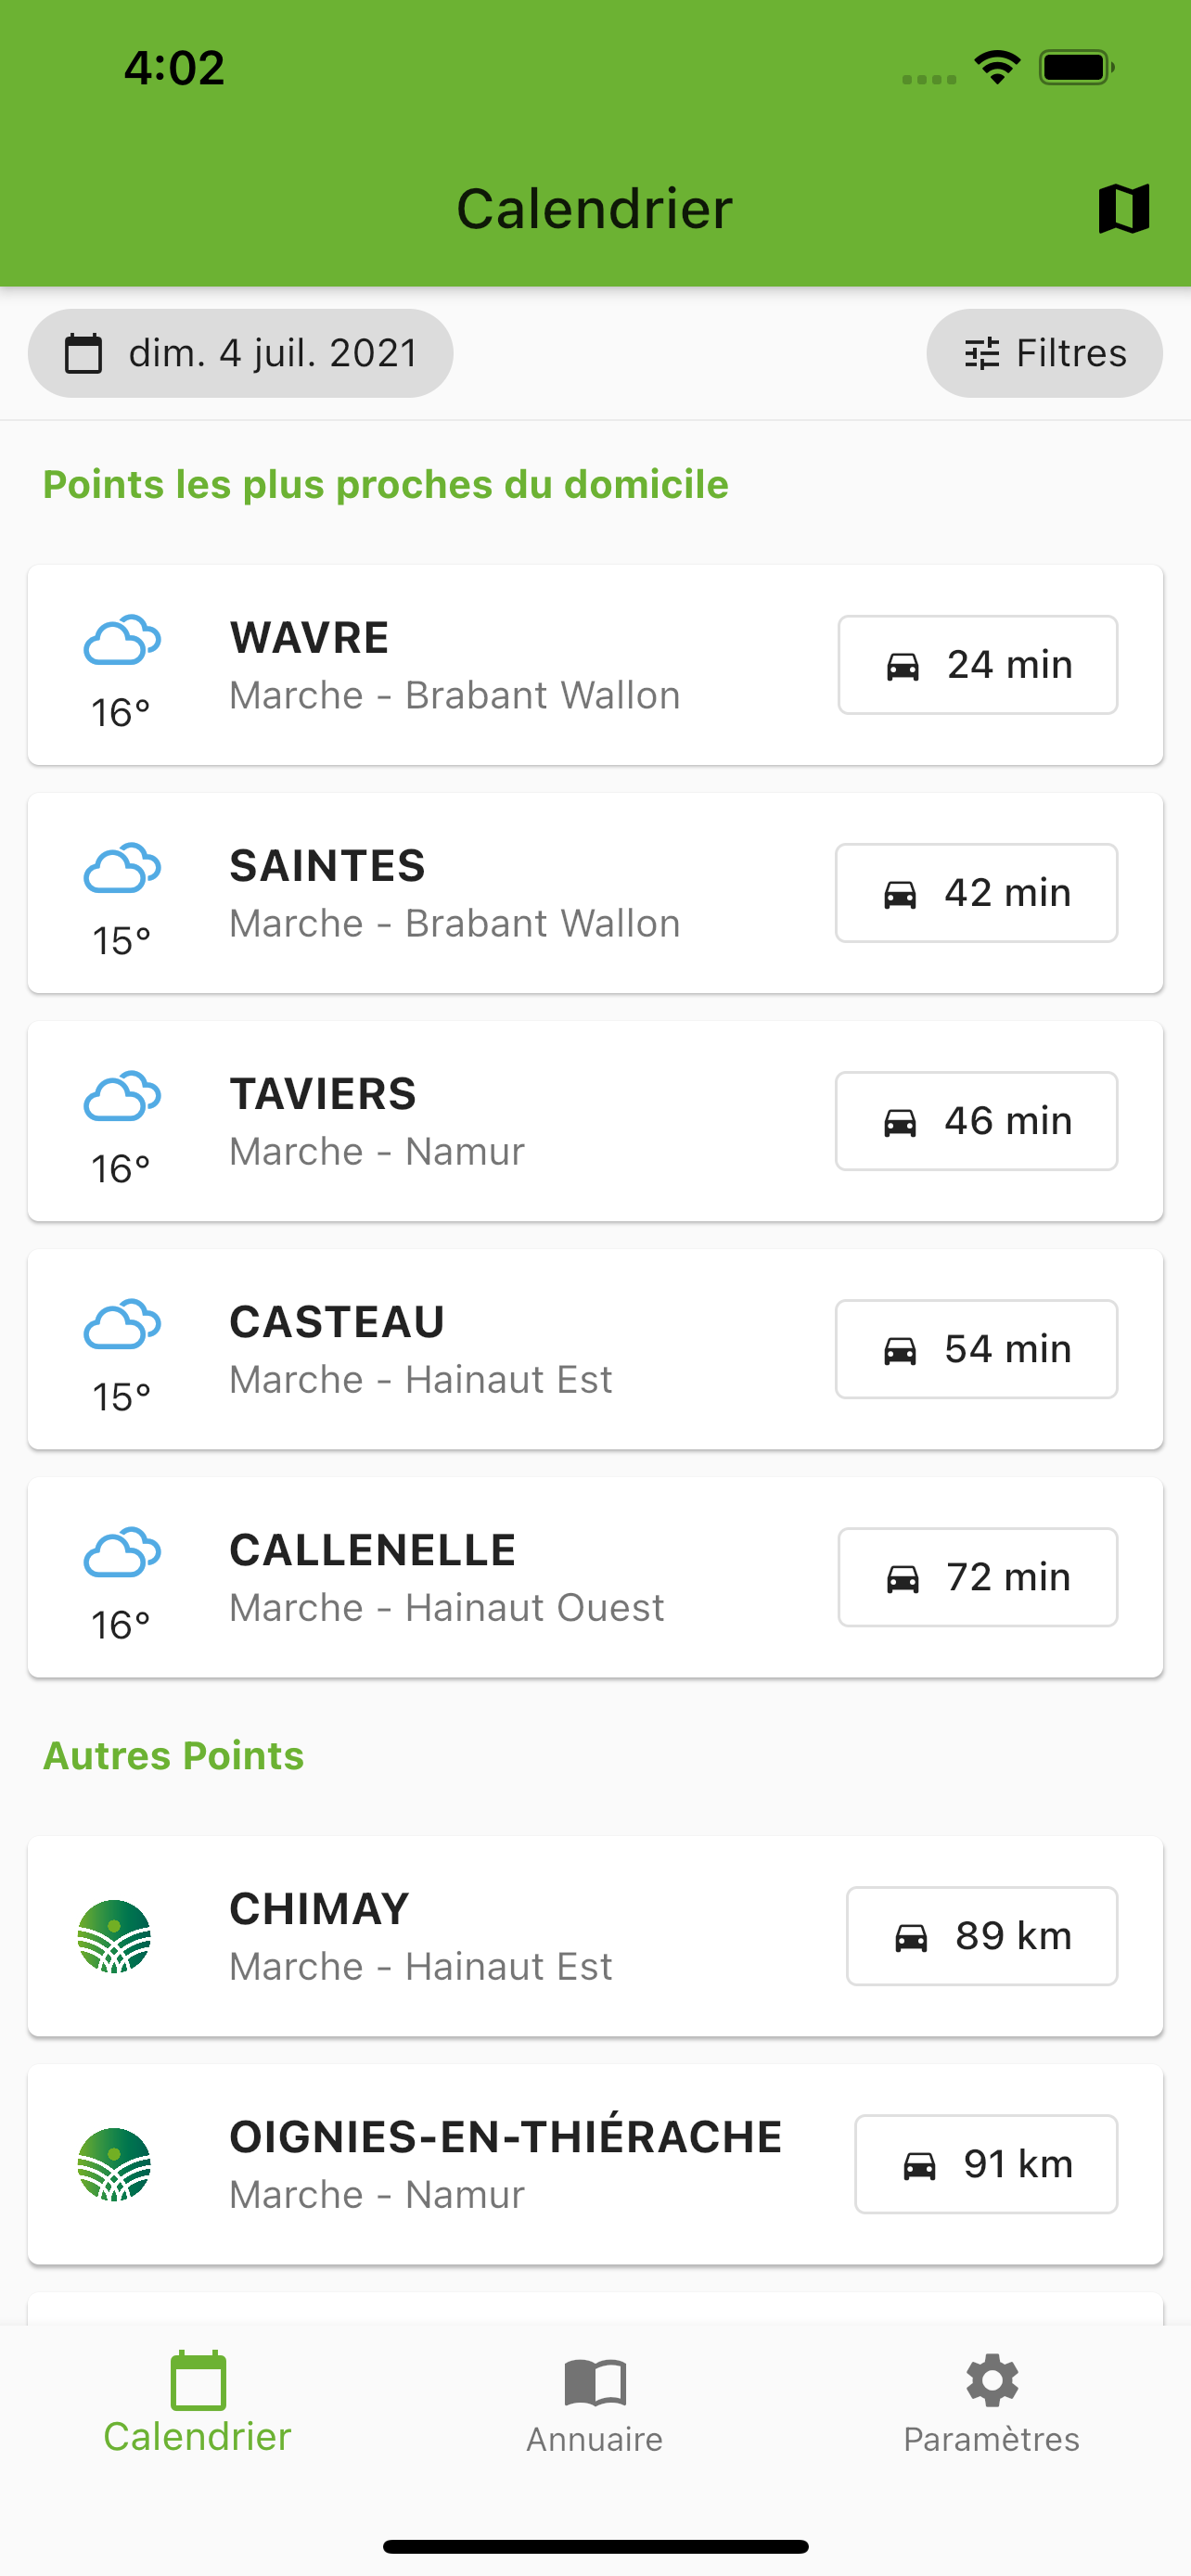 4:02
Calendrier
dim. 4 juil. 2021
Filtres
Points les plus proches du domicile
WAVRE
Marche - Brabant Wallon
16°
24 min
SAINTES
Marche - Brabant Wallon
15°
42 min
TAVIERS
Marche - Namur
16°
46 min
CASTEAU
Marche - Hainaut Est
15°
54 min
CALLENELLE
Marche - Hainaut Ouest
16°
72 min
Autres Points
CHIMAY
Marche - Hainaut Est
89 km
OIGNIES-EN-THIÉRACHE
Marche - Namur
91 km
Calendrier
Annuaire
Paramètres